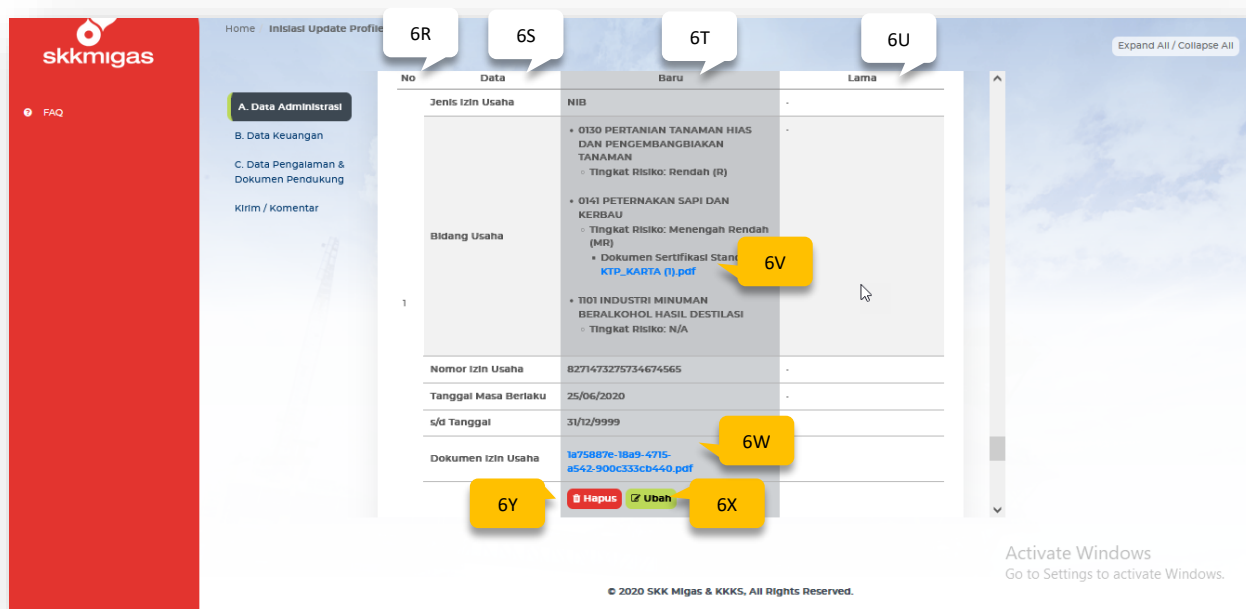 skkmigas
FAQ
Home
Inisiasi Update Profile
6R
6S
6T
6U
Expand All / Collapse All
A. Data Administrasi
B. Data Keuangan
C. Data Pengalaman &
Dokumen Pendukung
Kirim / Komentar
No Data Baru Lama
Jenis Izin Usaha NIB -
1
Bidang Usaha
• 0130 PERTANIAN TANAMAN HIAS -
DAN PENGEMBANGBIAKAN
TANAMAN
◦ Tingkat Risiko: Rendah (R)
• 0141 PETERNAKAN SAPI DAN
KERBAU
◦ Tingkat Risiko: Menengah Rendah
(MR)
• Dokumen Sertifikasi
KTP_KARTA (1).pdf
6V
• 1101 INDUSTRI MINUMAN
BERALKOHOL HASIL DESTILASI
◦ Tingkat Risiko: N/A
Nomor Izin Usaha 8271473275734674565 -
Tanggal Masa Berlaku 25/06/2020 -
s/d Tanggal 31/12/9999
Dokumen Izin Usaha
1a75887e-18a9-4715-
a542-900c333cb440.pdf
6W
6Y
Hapus
Ubah
6X
Activate Windows
Go to Settings to activate Windows.
© 2020 SKK Migas & KKKS, All Rights Reserved.